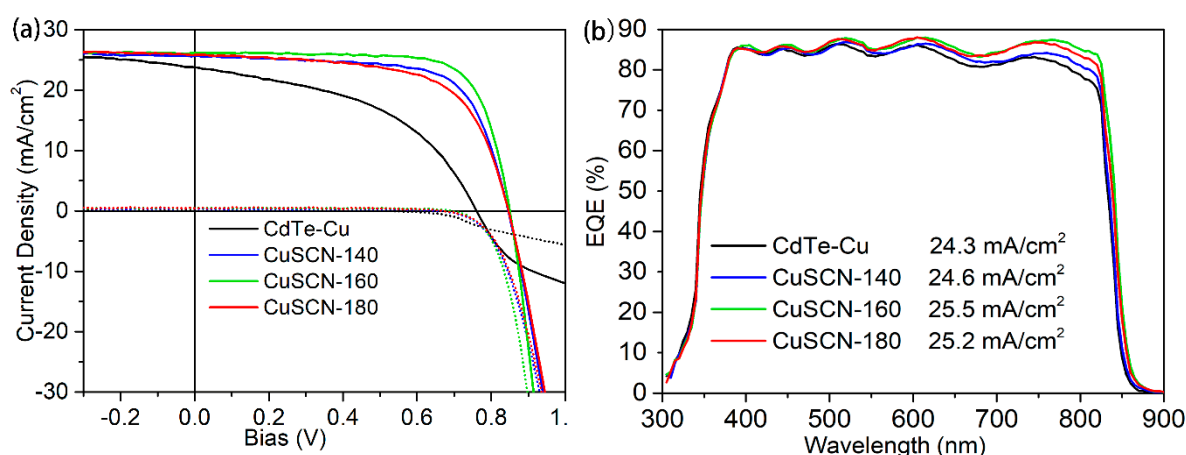 (a)
30
20
10
0
-10
-20
-30
Current Density (mA/cm²)
CdTe-Cu
CuSCN-140
CuSCN-160
CuSCN-180
-0.2 0.0 0.2 0.4 0.6 0.8 1.
Bias (V)
(b)
90
80
70
60
50
40
30
20
10
0
EQE (%)
CdTe-Cu 24.3 mA/cm²
CuSCN-140 24.6 mA/cm²
CuSCN-160 25.5 mA/cm²
CuSCN-180 25.2 mA/cm²
300 400 500 600 700 800 900
Wavelength (nm)